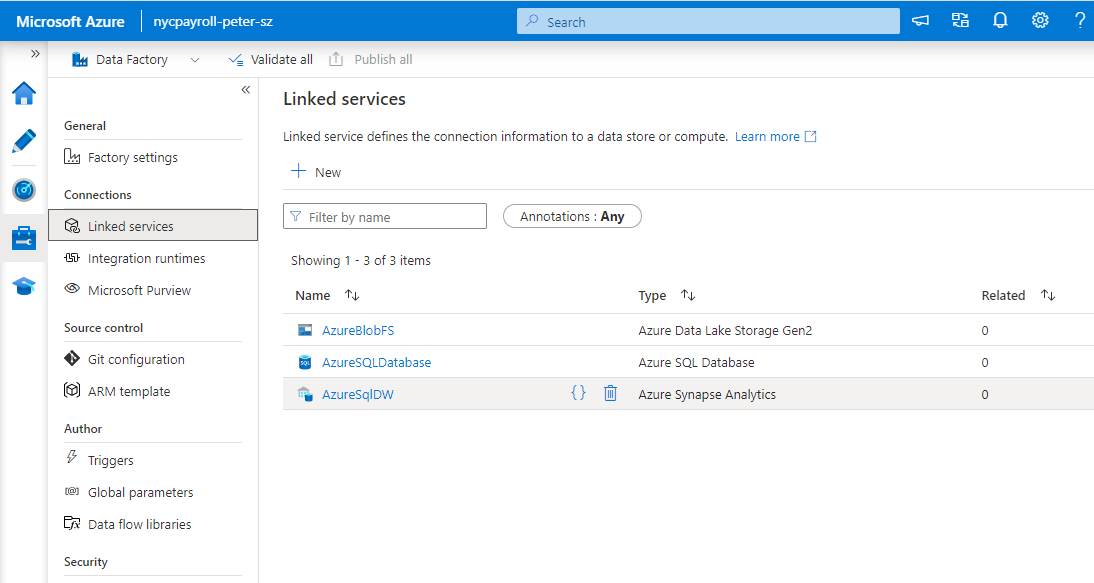 Microsoft Azure nycpayroll-peter-sz Search ?
» Data Factory Validate all Publish all
«
General
Factory settings
Connections
Linked services
Integration runtimes
Microsoft Purview
Source control
Git configuration
ARM template
Author
Triggers
Global parameters
Data flow libraries
Security
Linked services
Linked service defines the connection information to a data store or compute. Learn more
+ New
Filter by name Annotations : Any
Showing 1 - 3 of 3 items
Name Type Related
AzureBlobFS Azure Data Lake Storage Gen2 0
SQL AzureSQLDatabase Azure SQL Database 0
AzureSqlDW {} Azure Synapse Analytics 0